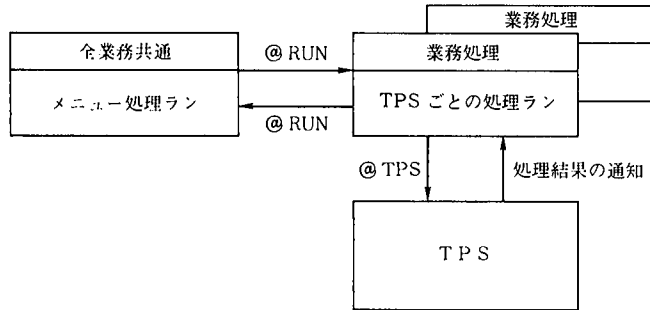 業務処理
全業務共通
@ RUN
業務処理
メニュー処理ラン
TPS ごとの処理ラン
@ RUN
@ TPS
処理結果の通知
T P S